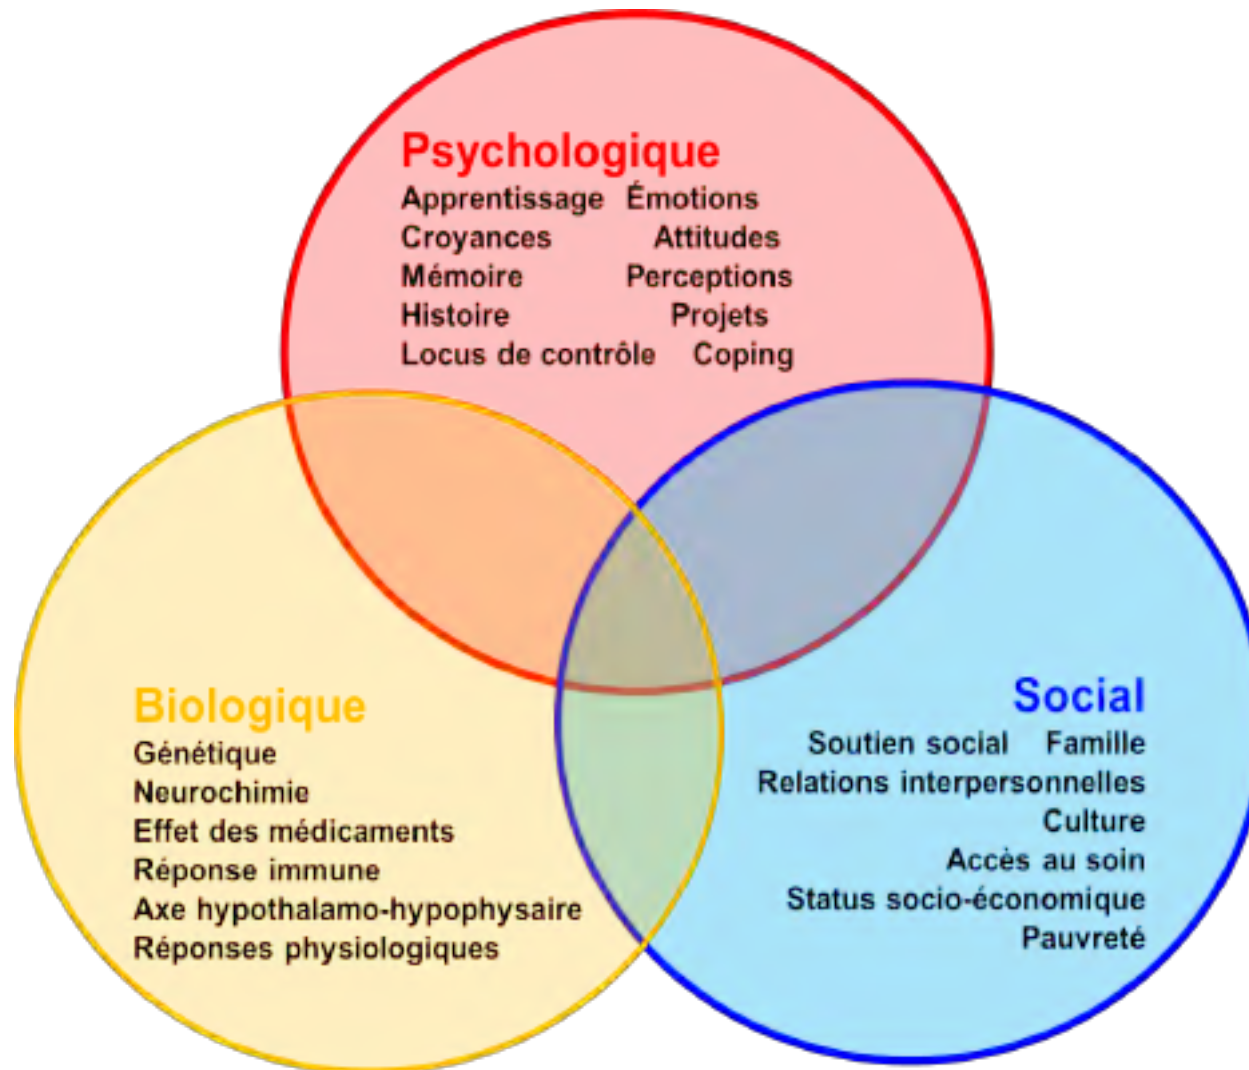 Psychologique
Apprentissage Émotions
Croyances Attitudes
Mémoire Perceptions
Histoire Projets
Locus de contrôle Coping
Biologique
Génétique
Neurochimie
Effet des médicaments
Réponse immune
Axe hypothalamo-hypophysaire
Réponses physiologiques
Social
Soutien social Famille
Relations interpersonnelles
Culture
Accès au soin
Status socio-économique
Pauvreté